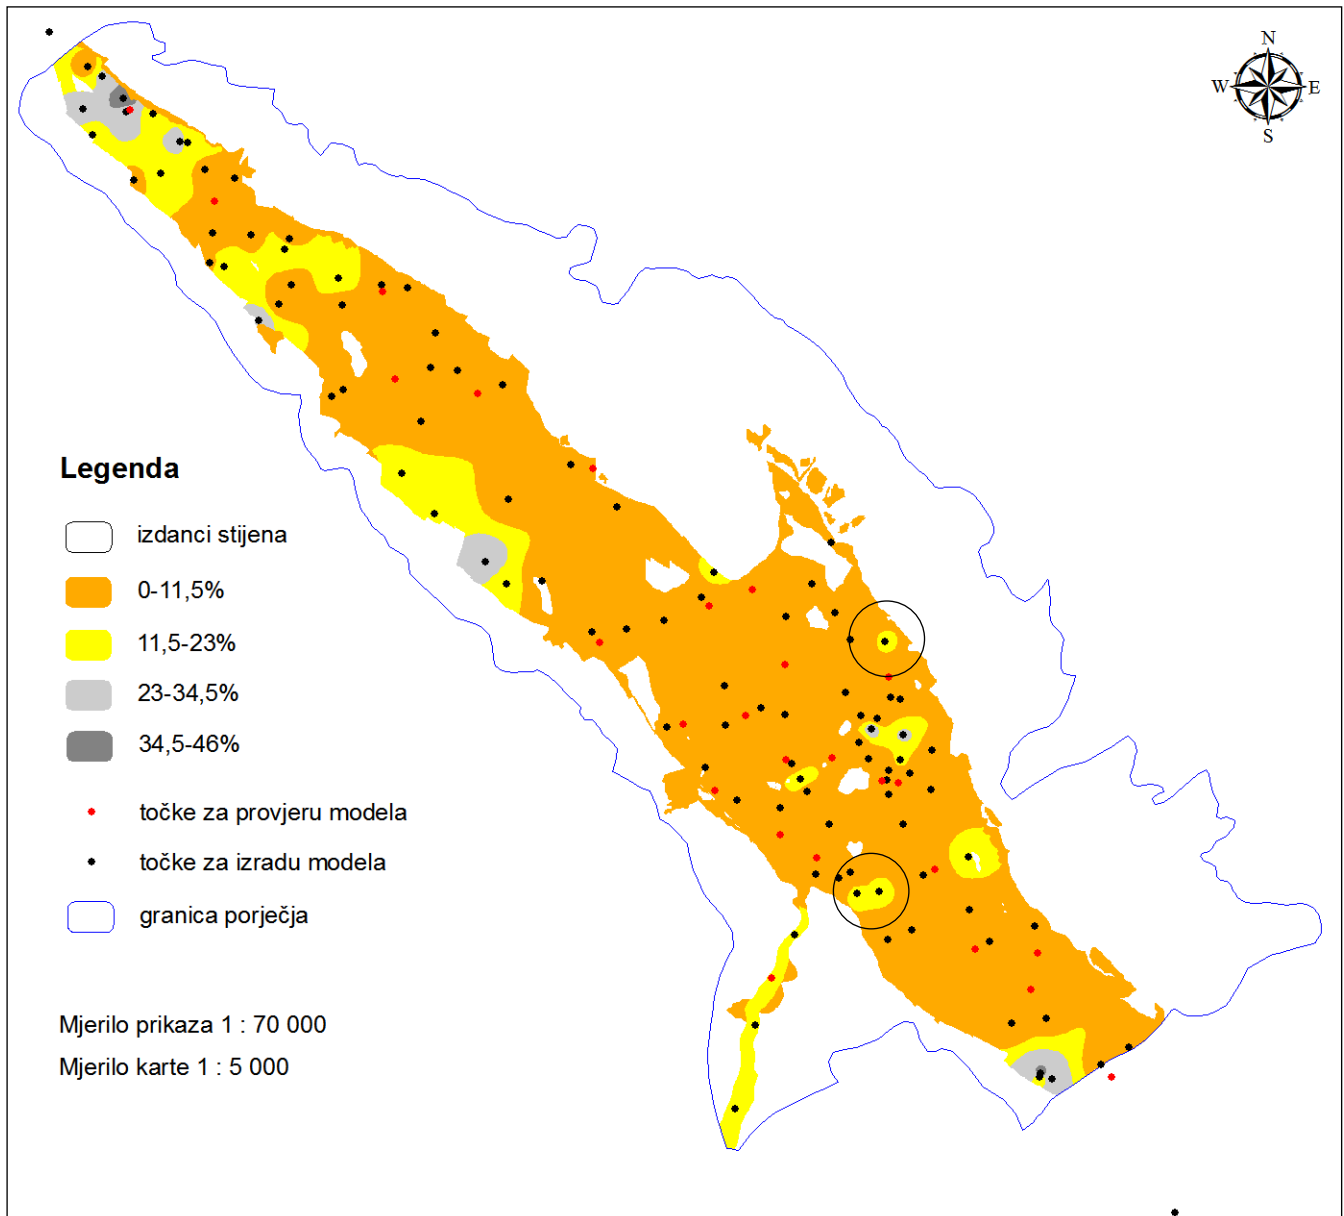 N
W E
S
Legenda
izdanci stijena
0-11,5%
11,5-23%
23-34,5%
34,5-46%
točke za provjeru modela
točke za izradu modela
granica porječja
Mjerilo prikaza 1 : 70 000
Mjerilo karte 1 : 5 000